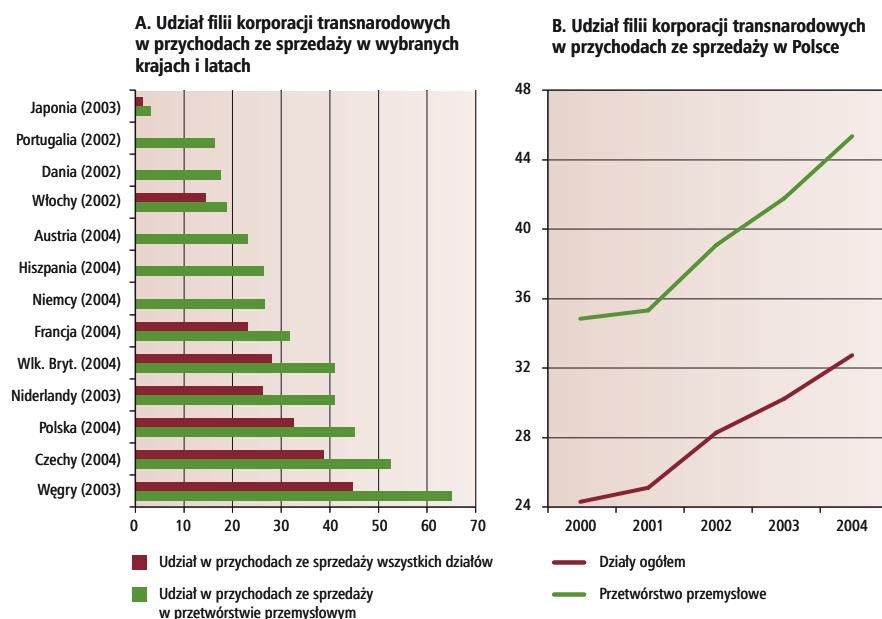 A. Udział filii korporacji transnarodowych
w przychodach ze sprzedaży w wybranych
krajach i latach
Japonia (2003)
Portugalia (2002)
Dania (2002)
Włochy (2002)
Austria (2004)
Hiszpania (2004)
Niemcy (2004)
Francja (2004)
Wlk. Bryt. (2004)
Niderlandy (2003)
Polska (2004)
Czechy (2004)
Węgry (2003)
0 10 20 30 40 50 60 70
Udział w przychodach ze sprzedaży wszystkich działów
Udział w przychodach ze sprzedaży
w przetwórstwie przemysłowym
B. Udział filii korporacji transnarodowych
w przychodach ze sprzedaży w Polsce
48
44
40
36
32
28
24
2000 2001 2002 2003 2004
Działy ogółem
Przetwórstwo przemysłowe